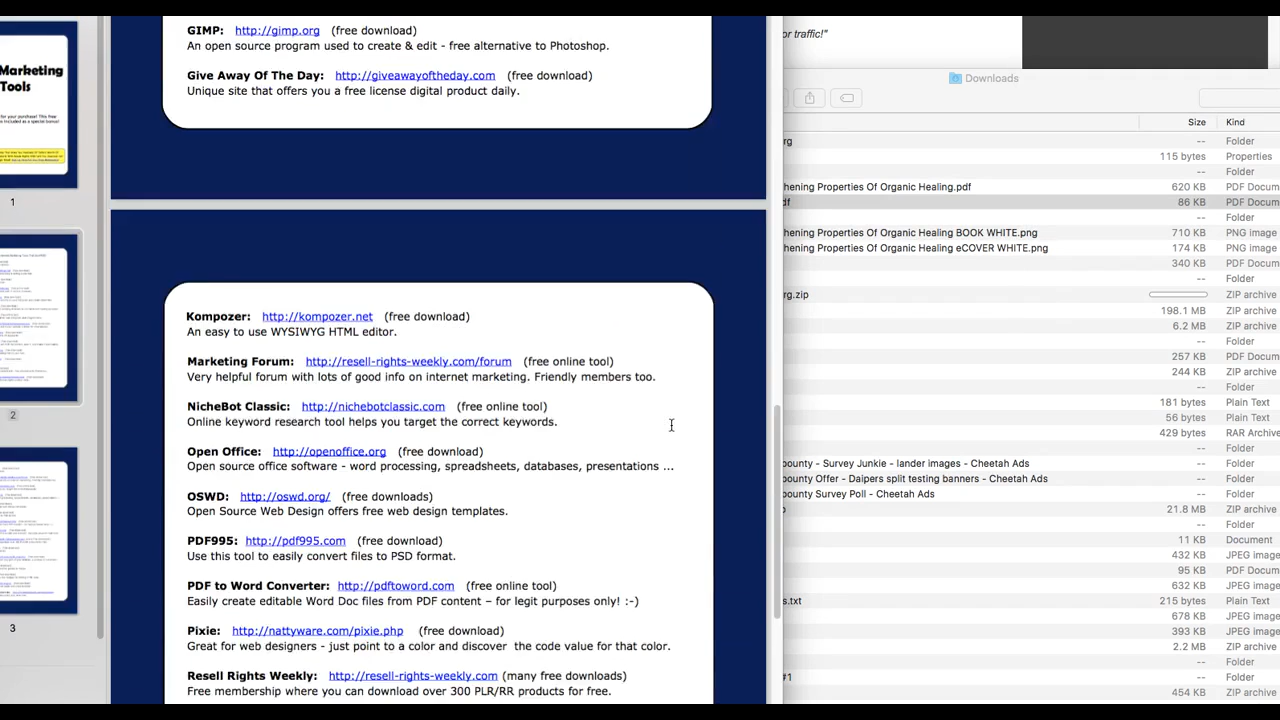 Marketing
Tools
1
2
3
GIMP: http://gimp.org (free download)
An open source program used to create & edit - free alternative to Photoshop.
Give Away Of The Day: http://giveawayoftheday.com (free download)
Unique site that offers you a free license digital product daily.
Kompozer: http://kompozer.net (free download)
An easy to use WYSIWYG HTML editor.
Marketing Forum: http://resell-rights-weekly.com/forum (free online tool)
Very helpful forum with lots of good info on internet marketing. Friendly members too.
NicheBot Classic: http://nichebotclassic.com (free online tool)
Online keyword research tool helps you target the correct keywords.
Open Office: http://openoffice.org (free download)
Open source office software - word processing, spreadsheets, databases, presentations ...
OSWD: http://oswd.org/ (free downloads)
Open Source Web Design offers free web design templates.
PDF995: http://pdf995.com (free download)
Use this tool to easily convert files to PSD format.
PDF to Word Converter: http://pdftoword.com (free online tool)
Easily create editable Word Doc files from PDF content – for legit purposes only! :-)
Pixie: http://nattyware.com/pixie.php (free download)
Great for web designers - just point to a color and discover the code value for that color.
Resell Rights Weekly: http://resell-rights-weekly.com (many free downloads)
Free membership where you can download over 300 PLR/RR products for free.
or traffic!"
Downloads
Size Kind
rg -- Folder
115 bytes Properties
-- Folder
hening Properties Of Organic Healing.pdf 620 KB PDF Docum
df 86 KB PDF Docum
-- Folder
hening Properties Of Organic Healing BOOK WHITE.png 710 KB PNG image
hening Properties Of Organic Healing eCOVER WHITE.png 174 KB PNG image
340 KB PDF Docum
-- Folder
rg.zip ZIP archive
198.1 MB ZIP archive
6.2 MB ZIP archive
-- Folder
257 KB PDF Docum
244 KB PDF Docum
-- Folder
181 bytes Plain Text
56 bytes Plain Text
429 bytes RAR Archive
-- Folder
bounty - Survey Junkie - lander images - Cheetah Ads -- Folder
bounty Offer - Daipers split testing banners - Cheetah Ads -- Folder
bounty Survey Poll - Cheetah Ads -- Folder
21.8 MB ZIP archive
-- Folder
11 KB Document
432 KB JPEG image
95 KB PDF Docum
632 KB JPEG image
s.txt 215 bytes Plain Text
678 KB JPEG image
393 KB JPEG image
2.2 MB ZIP archive
-- Folder
#1 -- Folder
454 KB ZIP archive